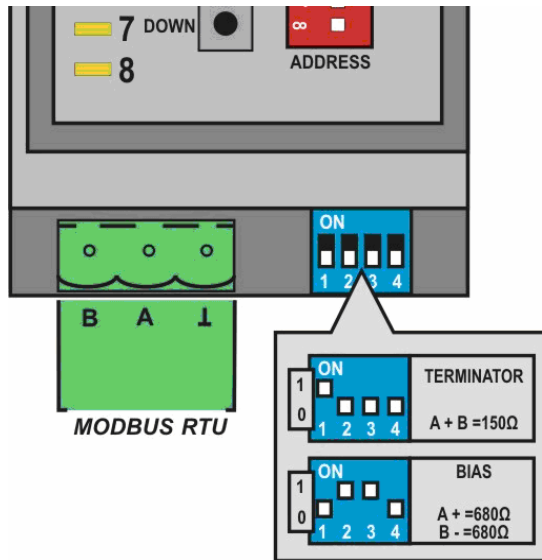 7 DOWN
8
8
ADDRESS
ON
1 2 3 4
B A ⊥
MODBUS RTU
ON
1
0
1 2 3 4
TERMINATOR
A + B =150Ω
ON
1
0
1 2 3 4
BIAS
A + =680Ω
B - =680Ω